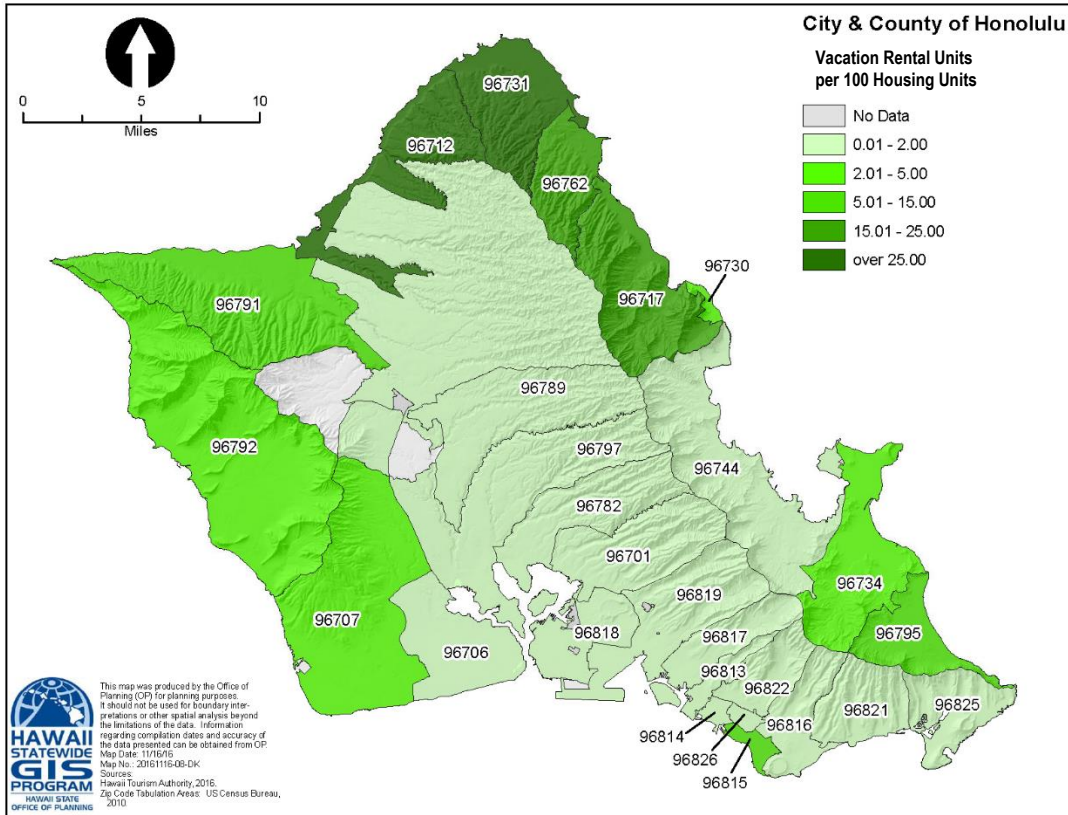 City & County of Honolulu
Vacation Rental Units
per 100 Housing Units
No Data
0.01 - 2.00
2.01 - 5.00
5.01 - 15.00
15.01 - 25.00
over 25.00
0 5 10
Miles
96731
96712
96762
96730
96717
96791
96789
96792
96797
96744
96782
96701
96734
96819
96795
96707
96818
96706
96817
96813
96822
96825
96821
96816
96814
96826
96815
HAWAII
STATEWIDE
GIS
PROGRAM
HAWAII STATE
OFFICE OF PLANNING
This map was produced by the Office of
Planning (OP) for planning purposes.
It should not be used for boundary inter-
pretations or other spatial analysis beyond
the limitations of the data. Information
regarding compilation dates and accuracy of
the data presented can be obtained from OP.
Map Date: 11/16/16
Map No.: 20161116-08-DK
Sources:
Hawaii Tourism Authority, 2016.
Zip Code Tabulation Areas: US Census Bureau,
2010.